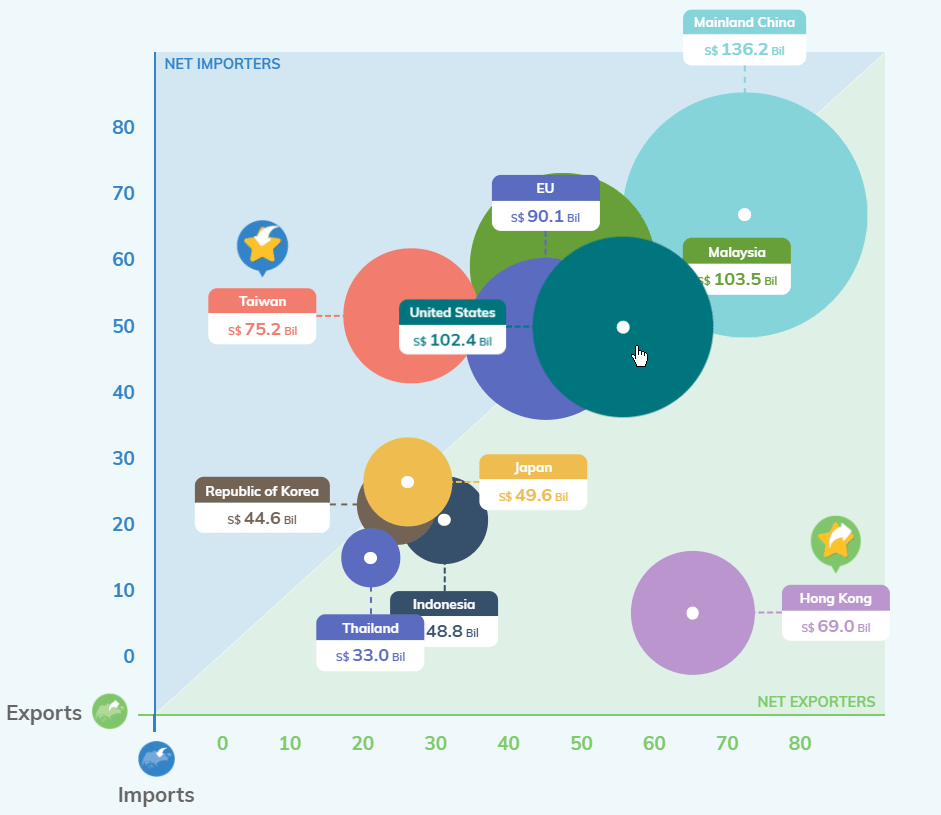 Mainland China
S$ 136.2 Bil
NET IMPORTERS
80
70
60
50
40
30
20
10
0
EU
S$ 90.1 Bil
Malaysia
S$ 103.5 Bil
Taiwan
S$ 75.2 Bil
United States
S$ 102.4 Bil
Japan
S$ 49.6 Bil
Republic of Korea
S$ 44.6 Bil
Hong Kong
S$ 69.0 Bil
Indonesia
48.8 Bil
Thailand
S$ 33.0 Bil
NET EXPORTERS
Exports
0 10 20 30 40 50 60 70 80
Imports